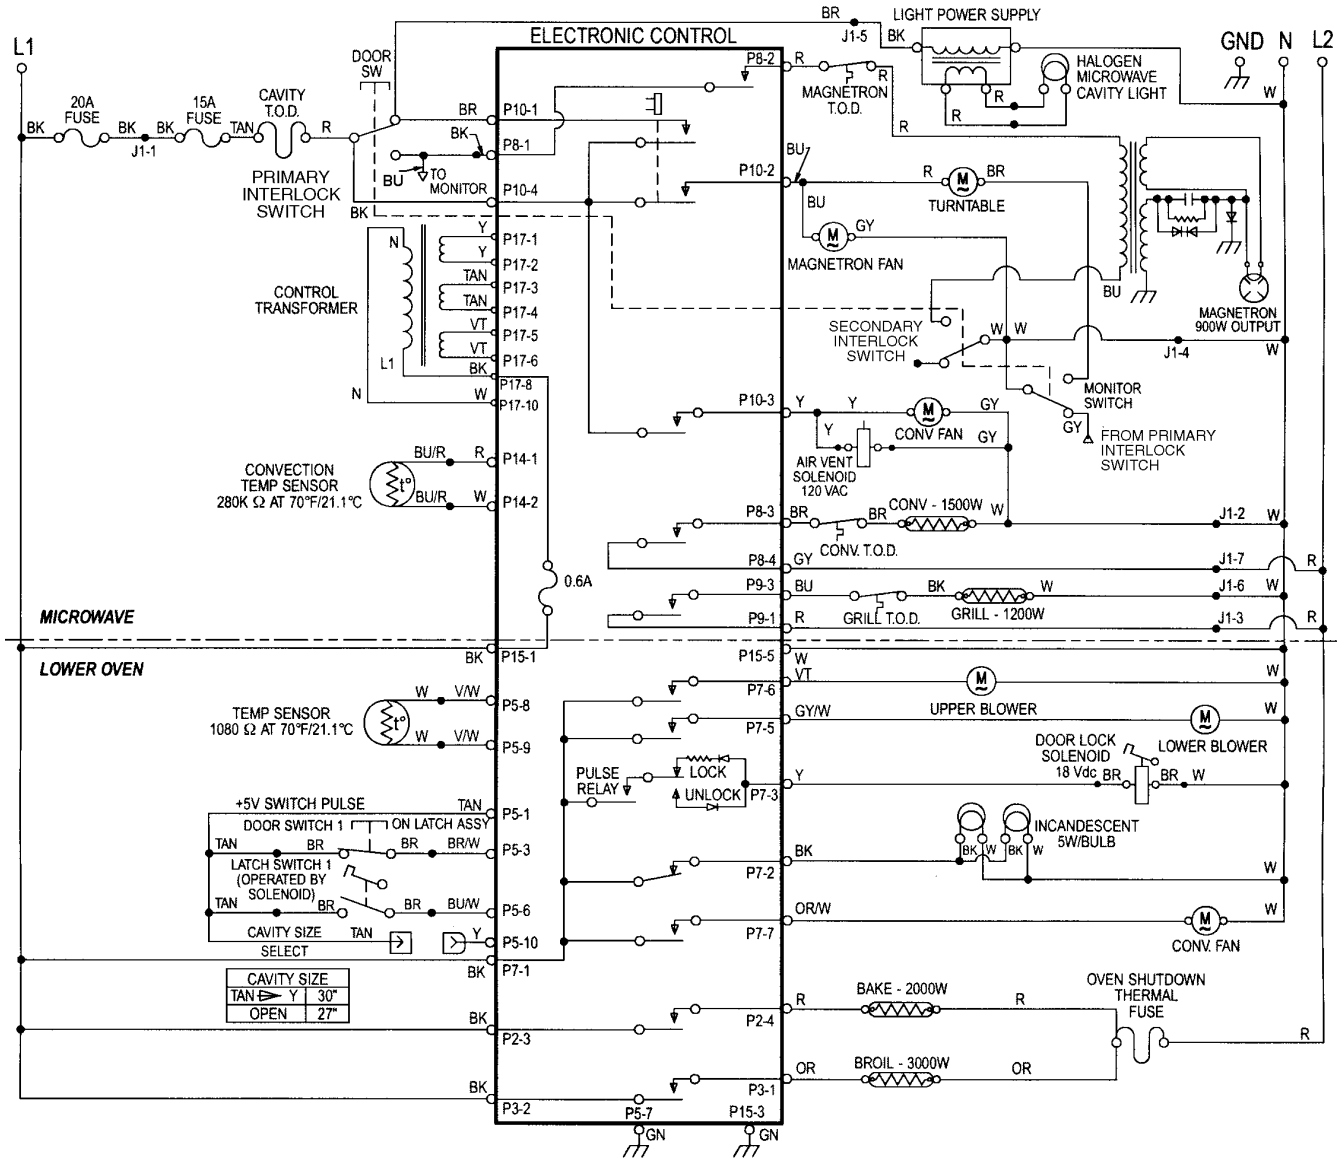 BR
LIGHT POWER SUPPLY
L1
ELECTRONIC CONTROL
J1-5
BK
GND N L2
DOOR
SW
P8-2
R
R
MAGNETRON
T.O.D.
HALOGEN
MICROWAVE
CAVITY LIGHT
R
R
W
20A
FUSE
15A
FUSE
CAVITY
T.O.D.
BK
BK
BK
TAN
R
J1-1
BR
P10-1
BK
P8-1
R
PRIMARY
INTERLOCK
SWITCH
BU
TO
MONITOR
P10-4
BK
P10-2
BU
R
M
BR
TURNTABLE
BU
M
GY
MAGNETRON FAN
N
Y
P17-1
Y
P17-2
TAN
P17-3
TAN
P17-4
VT
P17-5
VT
P17-6
BK
P17-8
W
P17-10
CONTROL
TRANSFORMER
L1
N
BU
MAGNETRON
900W OUTPUT
SECONDARY
INTERLOCK
SWITCH
W
W
J1-4
W
MONITOR
SWITCH
GY
FROM PRIMARY
INTERLOCK
SWITCH
P10-3
Y
Y
M
GY
CONV FAN
Y
GY
AIR VENT
SOLENOID
120 VAC
CONVECTION
TEMP SENSOR
280K Ω AT 70°F/21.1°C
t°
BU/R
R
P14-1
BU/R
W
P14-2
P8-3
BR
BR
CONV - 1500W
W
CONV. T.O.D.
J1-2
W
P8-4
GY
J1-7
R
0.6A
P9-3
BU
BK
W
J1-6
W
GRILL T.O.D.
GRILL - 1200W
P9-1
R
J1-3
R
MICROWAVE
LOWER OVEN
BK
P15-1
P15-5
W
VT
P7-6
M
UPPER BLOWER
W
TEMP SENSOR
1080 Ω AT 70°F/21.1°C
t°
W
V/W
P5-8
W
V/W
P5-9
GY/W
P7-5
M
LOWER BLOWER
W
PULSE
RELAY
LOCK
UNLOCK
Y
P7-3
DOOR LOCK
SOLENOID
18 Vdc
BR
BR
W
+5V SWITCH PULSE
TAN
P5-1
DOOR SWITCH 1
ON LATCH ASSY
TAN
BR
BR
BR/W
P5-3
LATCH SWITCH 1
(OPERATED BY
SOLENOID)
TAN
BR
BR
BU/W
P5-6
INCANDESCENT
5W/BULB
BK
W
BK
W
BK
P7-2
W
CAVITY SIZE
SELECT
TAN
Y
P5-10
BK
P7-1
OR/W
P7-7
M
CONV. FAN
W
CAVITY SIZE
TAN Y 30"
OPEN 27"
BK
P2-3
R
P2-4
BAKE - 2000W
R
OVEN SHUTDOWN
THERMAL
FUSE
R
BK
P3-2
OR
P3-1
BROIL - 3000W
OR
P5-7
P15-3
GN
GN